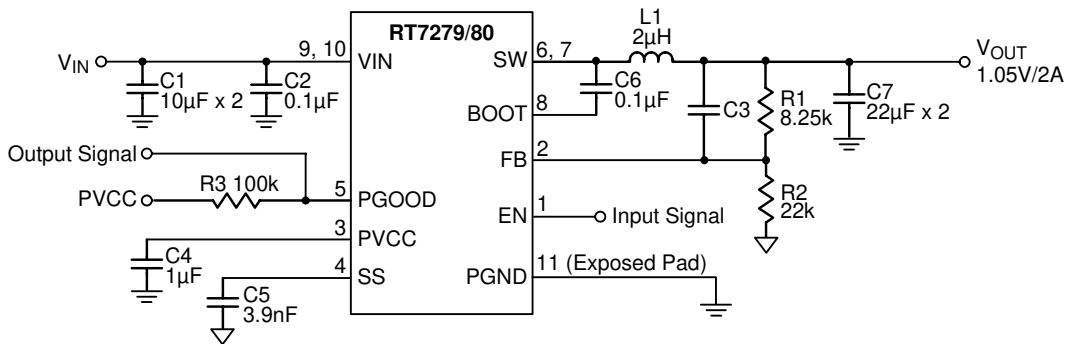 RT7279/80
L1
2µH
V_IN
9, 10
VIN
SW
6, 7
V_OUT
1.05V/2A
C1
10µF x 2
C2
0.1µF
C6
0.1µF
BOOT
8
C3
R1
8.25k
C7
22µF x 2
Output Signal
FB
2
PVCC
R3 100k
5
PGOOD
R2
22k
EN
1
Input Signal
3
PVCC
C4
1µF
4
SS
PGND
11 (Exposed Pad)
C5
3.9nF